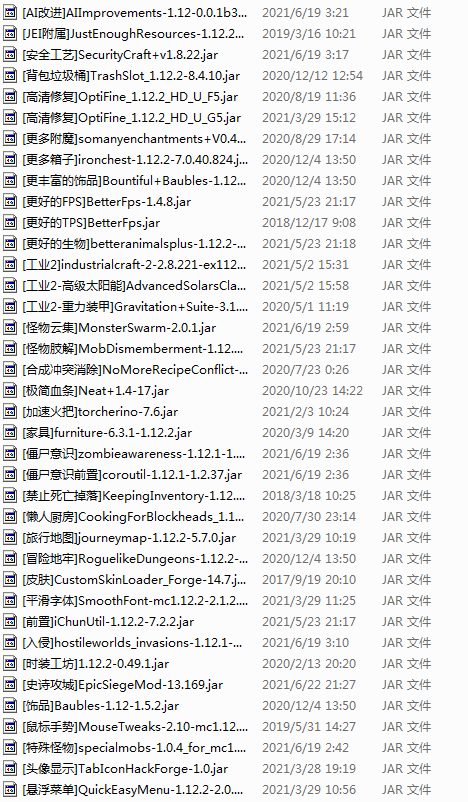 [AI改进]AIImprovements-1.12-0.0.1b3... 2021/6/19 3:21 JAR 文件
[JEI附属]JustEnoughResources-1.12.2... 2019/3/16 10:21 JAR 文件
[安全工艺]SecurityCraft+v1.8.22.jar 2021/6/19 3:17 JAR 文件
[背包垃圾桶]TrashSlot_1.12.2-8.4.10.jar 2020/12/12 12:54 JAR 文件
[高清修复]OptiFine_1.12.2_HD_U_F5.jar 2020/8/19 11:36 JAR 文件
[高清修复]OptiFine_1.12.2_HD_U_G5.jar 2021/3/29 15:12 JAR 文件
[更多附魔]somanyenchantments+V0.4... 2020/8/29 17:14 JAR 文件
[更多箱子]ironchest-1.12.2-7.0.40.824.j... 2020/12/4 13:50 JAR 文件
[更丰富的饰品]Bountiful+Baubles-1.12... 2020/12/4 13:50 JAR 文件
[更好的FPS]BetterFps-1.4.8.jar 2021/5/23 21:17 JAR 文件
[更好的TPS]BetterFps.jar 2018/12/17 9:08 JAR 文件
[更好的生物]betteranimalsplus-1.12.2-... 2021/5/23 21:18 JAR 文件
[工业2]industrialcraft-2-2.8.221-ex112... 2021/5/2 15:31 JAR 文件
[工业2-高级太阳能]AdvancedSolarsCla... 2021/5/2 15:58 JAR 文件
[工业2-重力装甲]Gravitation+Suite-3.1.... 2020/5/1 11:19 JAR 文件
[怪物云集]MonsterSwarm-2.0.1.jar 2021/6/19 2:59 JAR 文件
[怪物肢解]MobDismemberment-1.12.... 2021/5/23 21:17 JAR 文件
[合成冲突消除]NoMoreRecipeConflict-... 2020/7/23 0:26 JAR 文件
[极简血条]Neat+1.4-17.jar 2020/10/23 14:22 JAR 文件
[加速火把]torcherino-7.6.jar 2021/2/3 10:24 JAR 文件
[家具]furniture-6.3.1-1.12.2.jar 2020/3/9 14:20 JAR 文件
[僵尸意识]zombieawareness-1.12.1-1.... 2021/6/19 2:36 JAR 文件
[僵尸意识前置]coroutil-1.12.1-1.2.37.jar 2021/6/19 2:36 JAR 文件
[禁止死亡掉落]KeepingInventory-1.12.... 2018/3/18 10:25 JAR 文件
[懒人厨房]CookingForBlockheads_1.1... 2020/7/30 23:14 JAR 文件
[旅行地图]journeymap-1.12.2-5.7.0.jar 2021/3/29 10:19 JAR 文件
[冒险地牢]RoguelikeDungeons-1.12.2-... 2020/12/4 13:50 JAR 文件
[皮肤]CustomSkinLoader_Forge-14.7.j... 2017/9/19 20:10 JAR 文件
[平滑字体]SmoothFont-mc1.12.2-2.1.2.... 2021/3/29 11:25 JAR 文件
[前置]iChunUtil-1.12.2-7.2.2.jar 2021/5/23 21:17 JAR 文件
[入侵]hostileworlds_invasions-1.12.1-... 2021/6/19 3:10 JAR 文件
[时装工坊]1.12.2-0.49.1.jar 2020/2/13 20:20 JAR 文件
[史诗攻城]EpicSiegeMod-13.169.jar 2021/6/22 21:27 JAR 文件
[饰品]Baubles-1.12-1.5.2.jar 2020/12/4 13:50 JAR 文件
[鼠标手势]MouseTweaks-2.10-mc1.12.... 2019/5/31 14:27 JAR 文件
[特殊怪物]specialmobs-1.0.4_for_mc1.... 2021/6/19 2:42 JAR 文件
[头像显示]TabIconHackForge-1.0.jar 2021/3/28 19:19 JAR 文件
[悬浮菜单]QuickEasyMenu-1.12.2-2.0.... 2021/3/29 10:56 JAR 文件